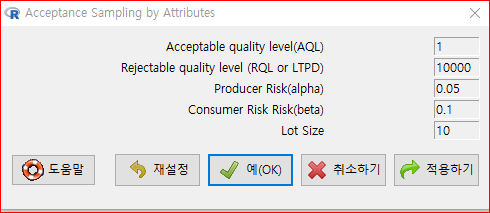 Acceptance Sampling by Attributes
Acceptable quality level(AQL) 1
Rejectable quality level (RQL or LTPD) 10000
Producer Risk(alpha) 0.05
Consumer Risk Risk(beta) 0.1
Lot Size 10
도움말 재설정 예(OK) 취소하기 적용하기